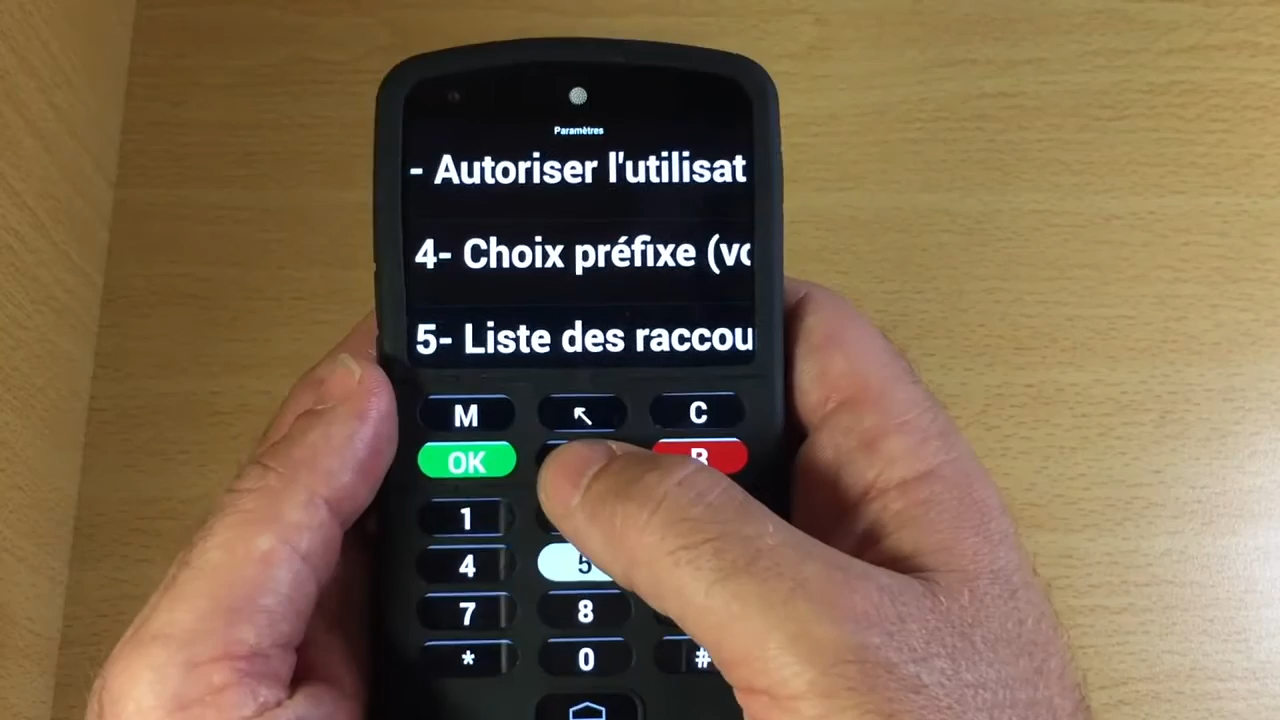 Paramètres
- Autoriser l'utilisat
4- Choix préfixe (vo
5- Liste des raccou
M ↖ C
OK
1
4 5
7 8
* 0 #